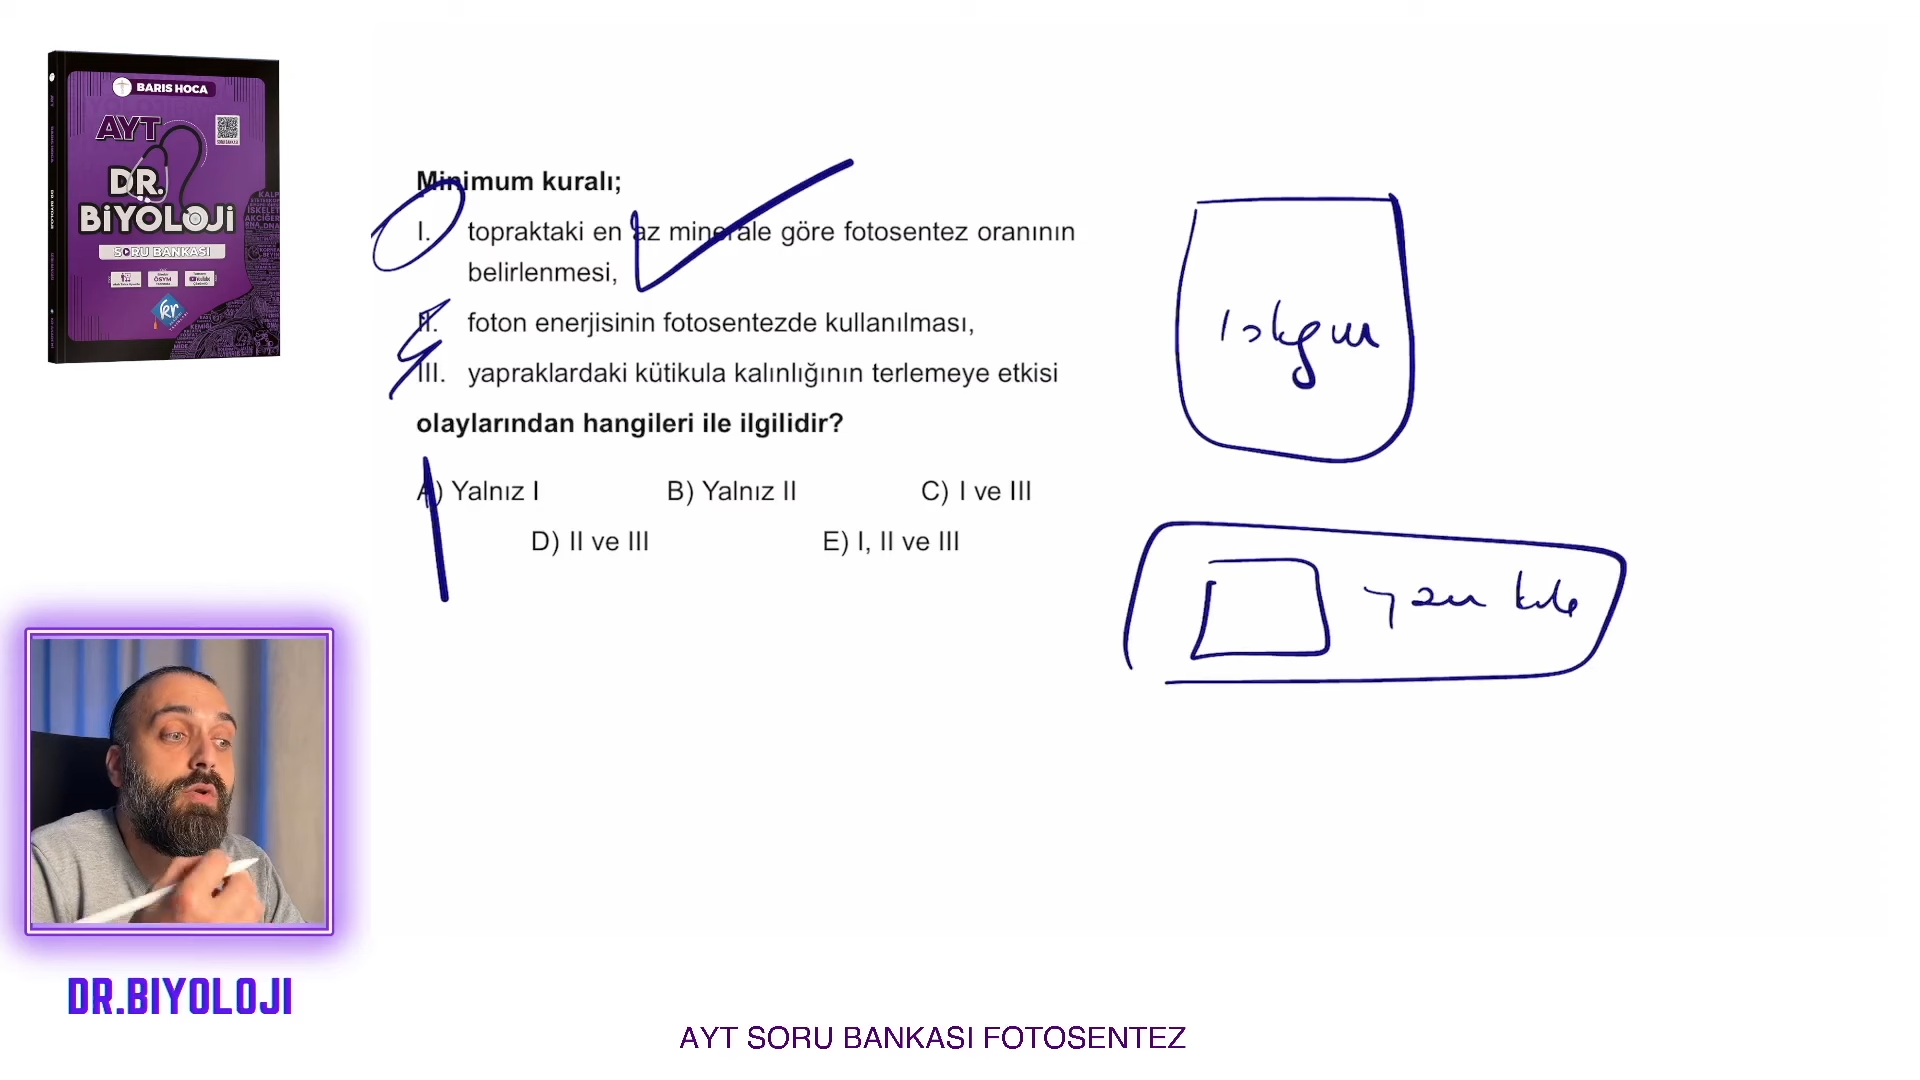 BARIS HOCA
AYT
DR.
BiYOLOJi
SORU BANKASI
Minimum kuralı;
I. topraktaki en az minerale göre fotosentez oranının
belirlenmesi,
II. foton enerjisinin fotosentezde kullanılması,
III. yapraklardaki kütikula kalınlığının terlemeye etkisi
olaylarından hangileri ile ilgilidir?
A) Yalnız I B) Yalnız II C) I ve III
D) II ve III E) I, II ve III
DR.BIYOLOJI
AYT SORU BANKASI FOTOSENTEZ